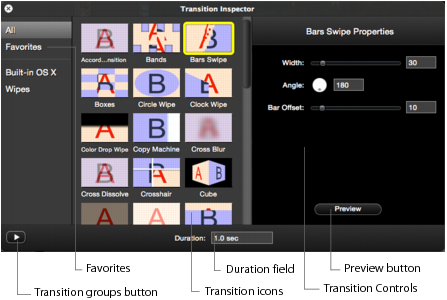 Transition Inspector
All
Favorites
Built-in OS X
Wipes
Accord...nsition
Bands
Bars Swipe
Boxes
Circle Wipe
Clock Wipe
Color Drop Wipe
Copy Machine
Cross Blur
Cross Dissolve
Crosshair
Cube
Bars Swipe Properties
Width:
30
Angle:
180
Bar Offset:
10
Preview
Duration:
1.0 sec
Favorites
Duration field
Preview button
Transition groups button
Transition icons
Transition Controls